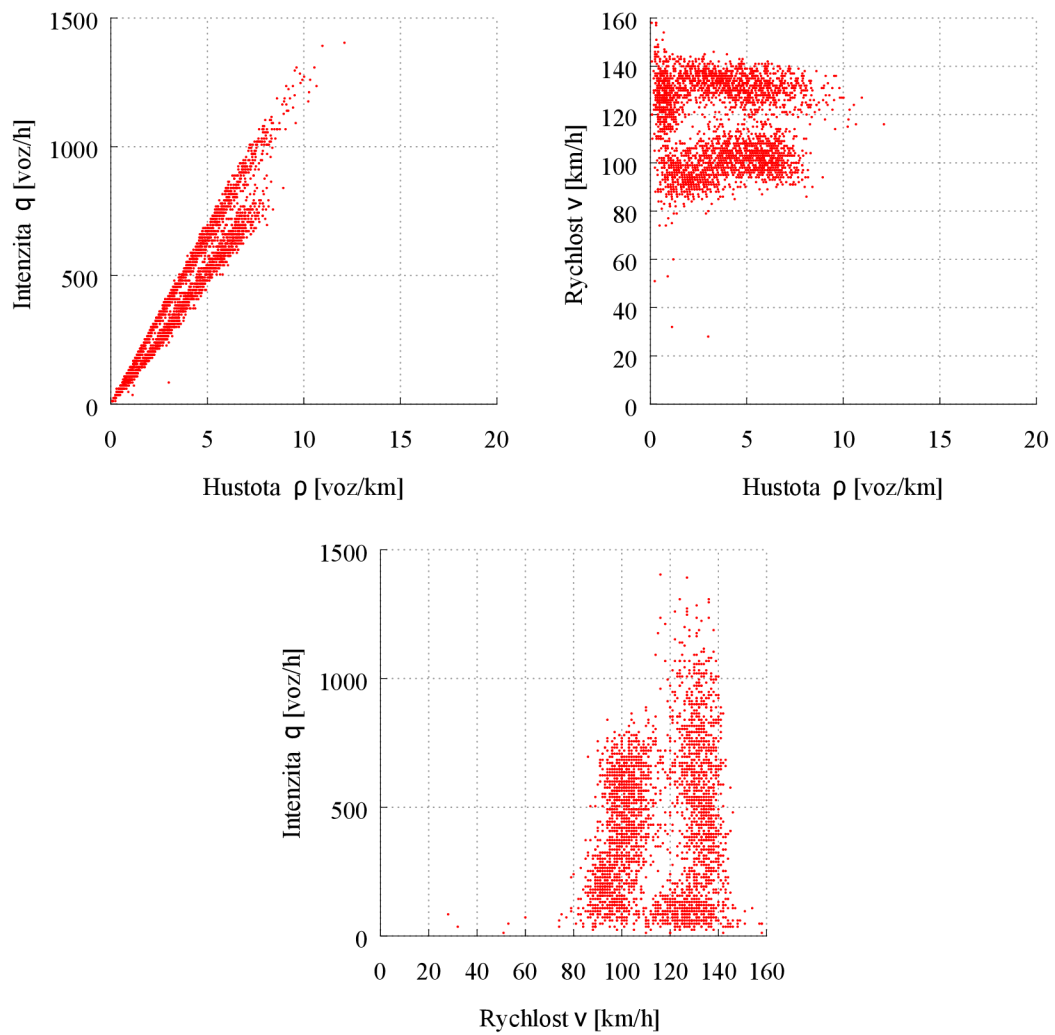 1500
1000
500
0
0 5 10 15 20
Intenzita q [voz/h]
Hustota ρ [voz/km]
160
140
120
100
80
60
40
20
0
0 5 10 15 20
Rychlost v [km/h]
Hustota ρ [voz/km]
1500
1000
500
0
0 20 40 60 80 100 120 140 160
Intenzita q [voz/h]
Rychlost v [km/h]